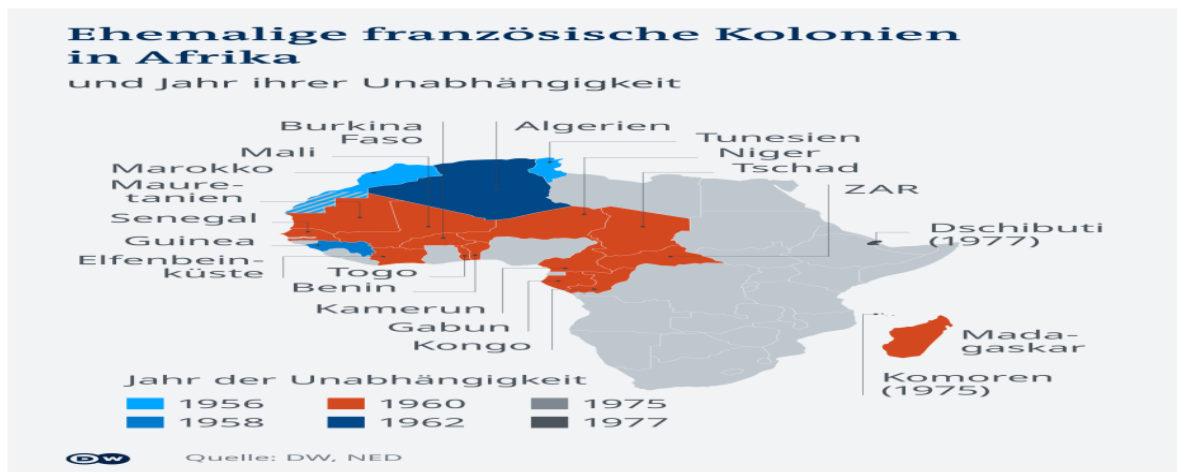 Ehemalige französische Kolonien
in Afrika
und Jahr ihrer Unabhängigkeit
Burkina
Faso
Algerien
Tunesien
Mali
Niger
Marokko
Tschad
Maure-
tanien
ZAR
Senegal
Dschibuti
(1977)
Guinea
Elfenbein-
küste
Togo
Benin
Kamerun
Gabun
Kongo
Mada-
gaskar
Komoren
(1975)
Jahr der Unabhängigkeit
1956 1960 1975
1958 1962 1977
DW Quelle: DW, NED